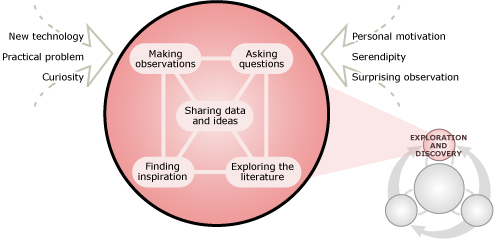 New technology
Practical problem
Curiosity
Making
observations
Asking
questions
Sharing data
and ideas
Finding
inspiration
Exploring the
literature
Personal motivation
Serendipity
Surprising observation
EXPLORATION
AND
DISCOVERY